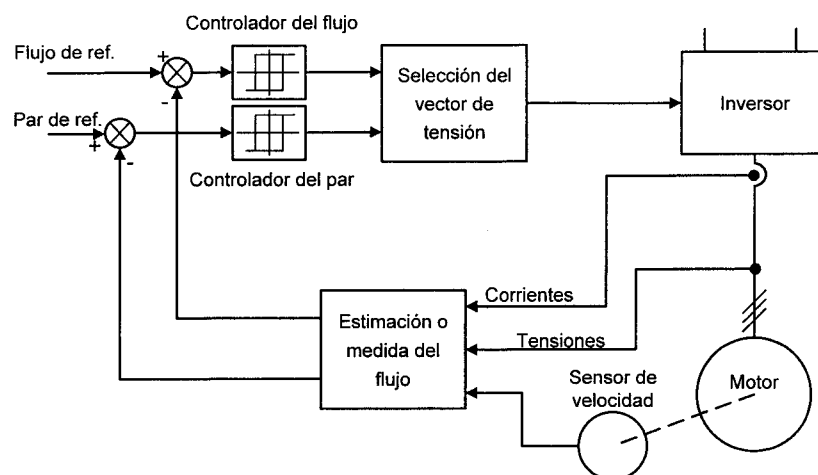 Controlador del flujo
Flujo de ref.
+
-
Par de ref.
+
-
Controlador del par
Selección del
vector de
tensión
Inversor
Corrientes
Tensiones
Estimación o
medida del
flujo
Sensor de
velocidad
Motor